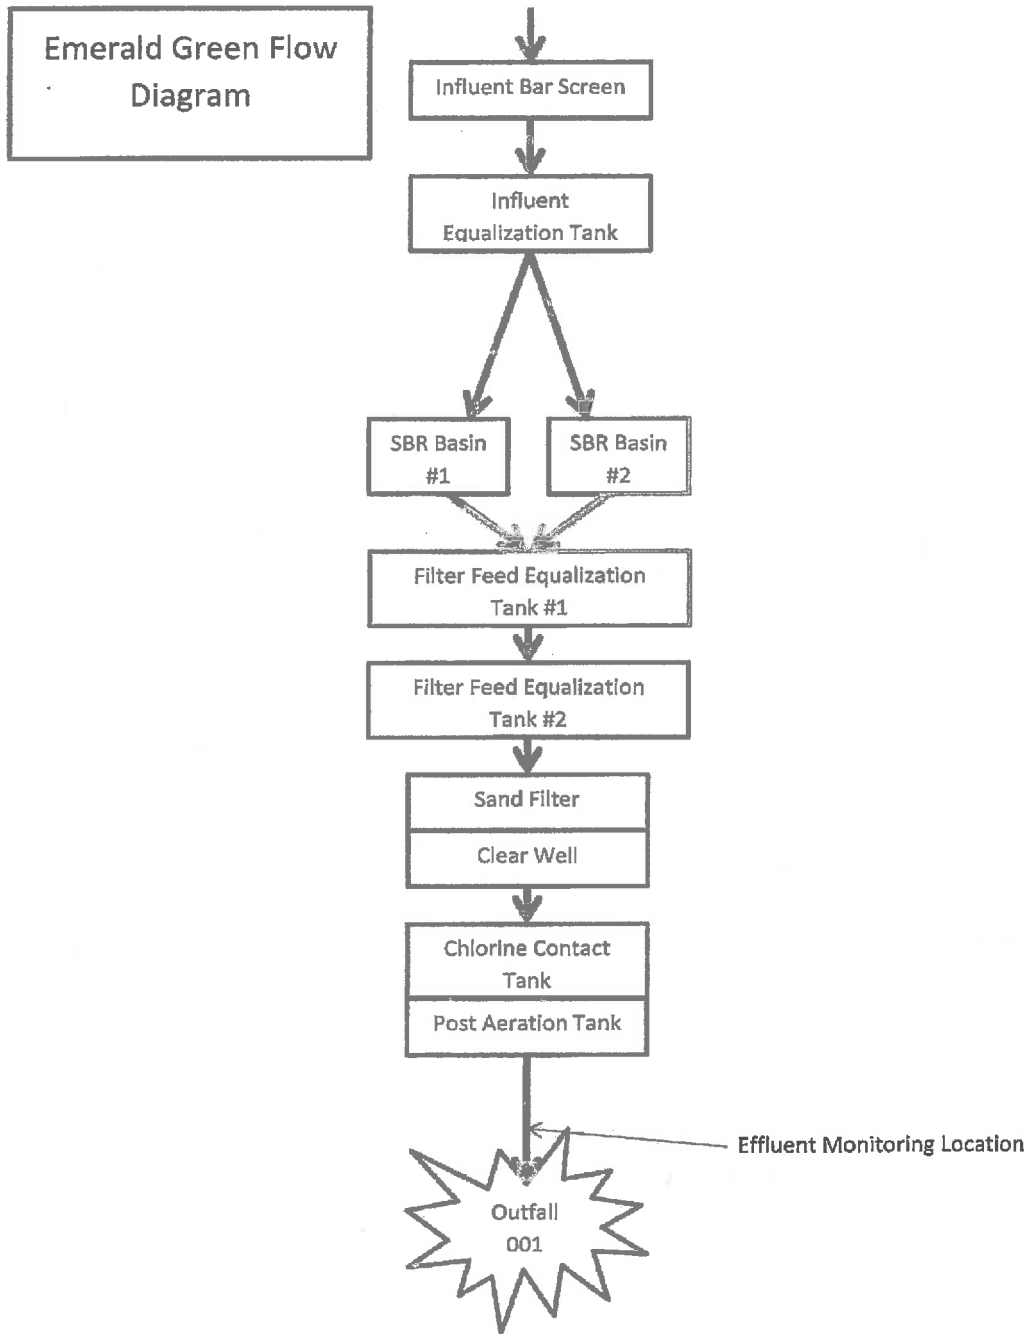 Emerald Green Flow
Diagram
Influent Bar Screen
Influent
Equalization Tank
SBR Basin
#1
SBR Basin
#2
Filter Feed Equalization
Tank #1
Filter Feed Equalization
Tank #2
Sand Filter
Clear Well
Chlorine Contact
Tank
Post Aeration Tank
Effluent Monitoring Location
Outfall
001